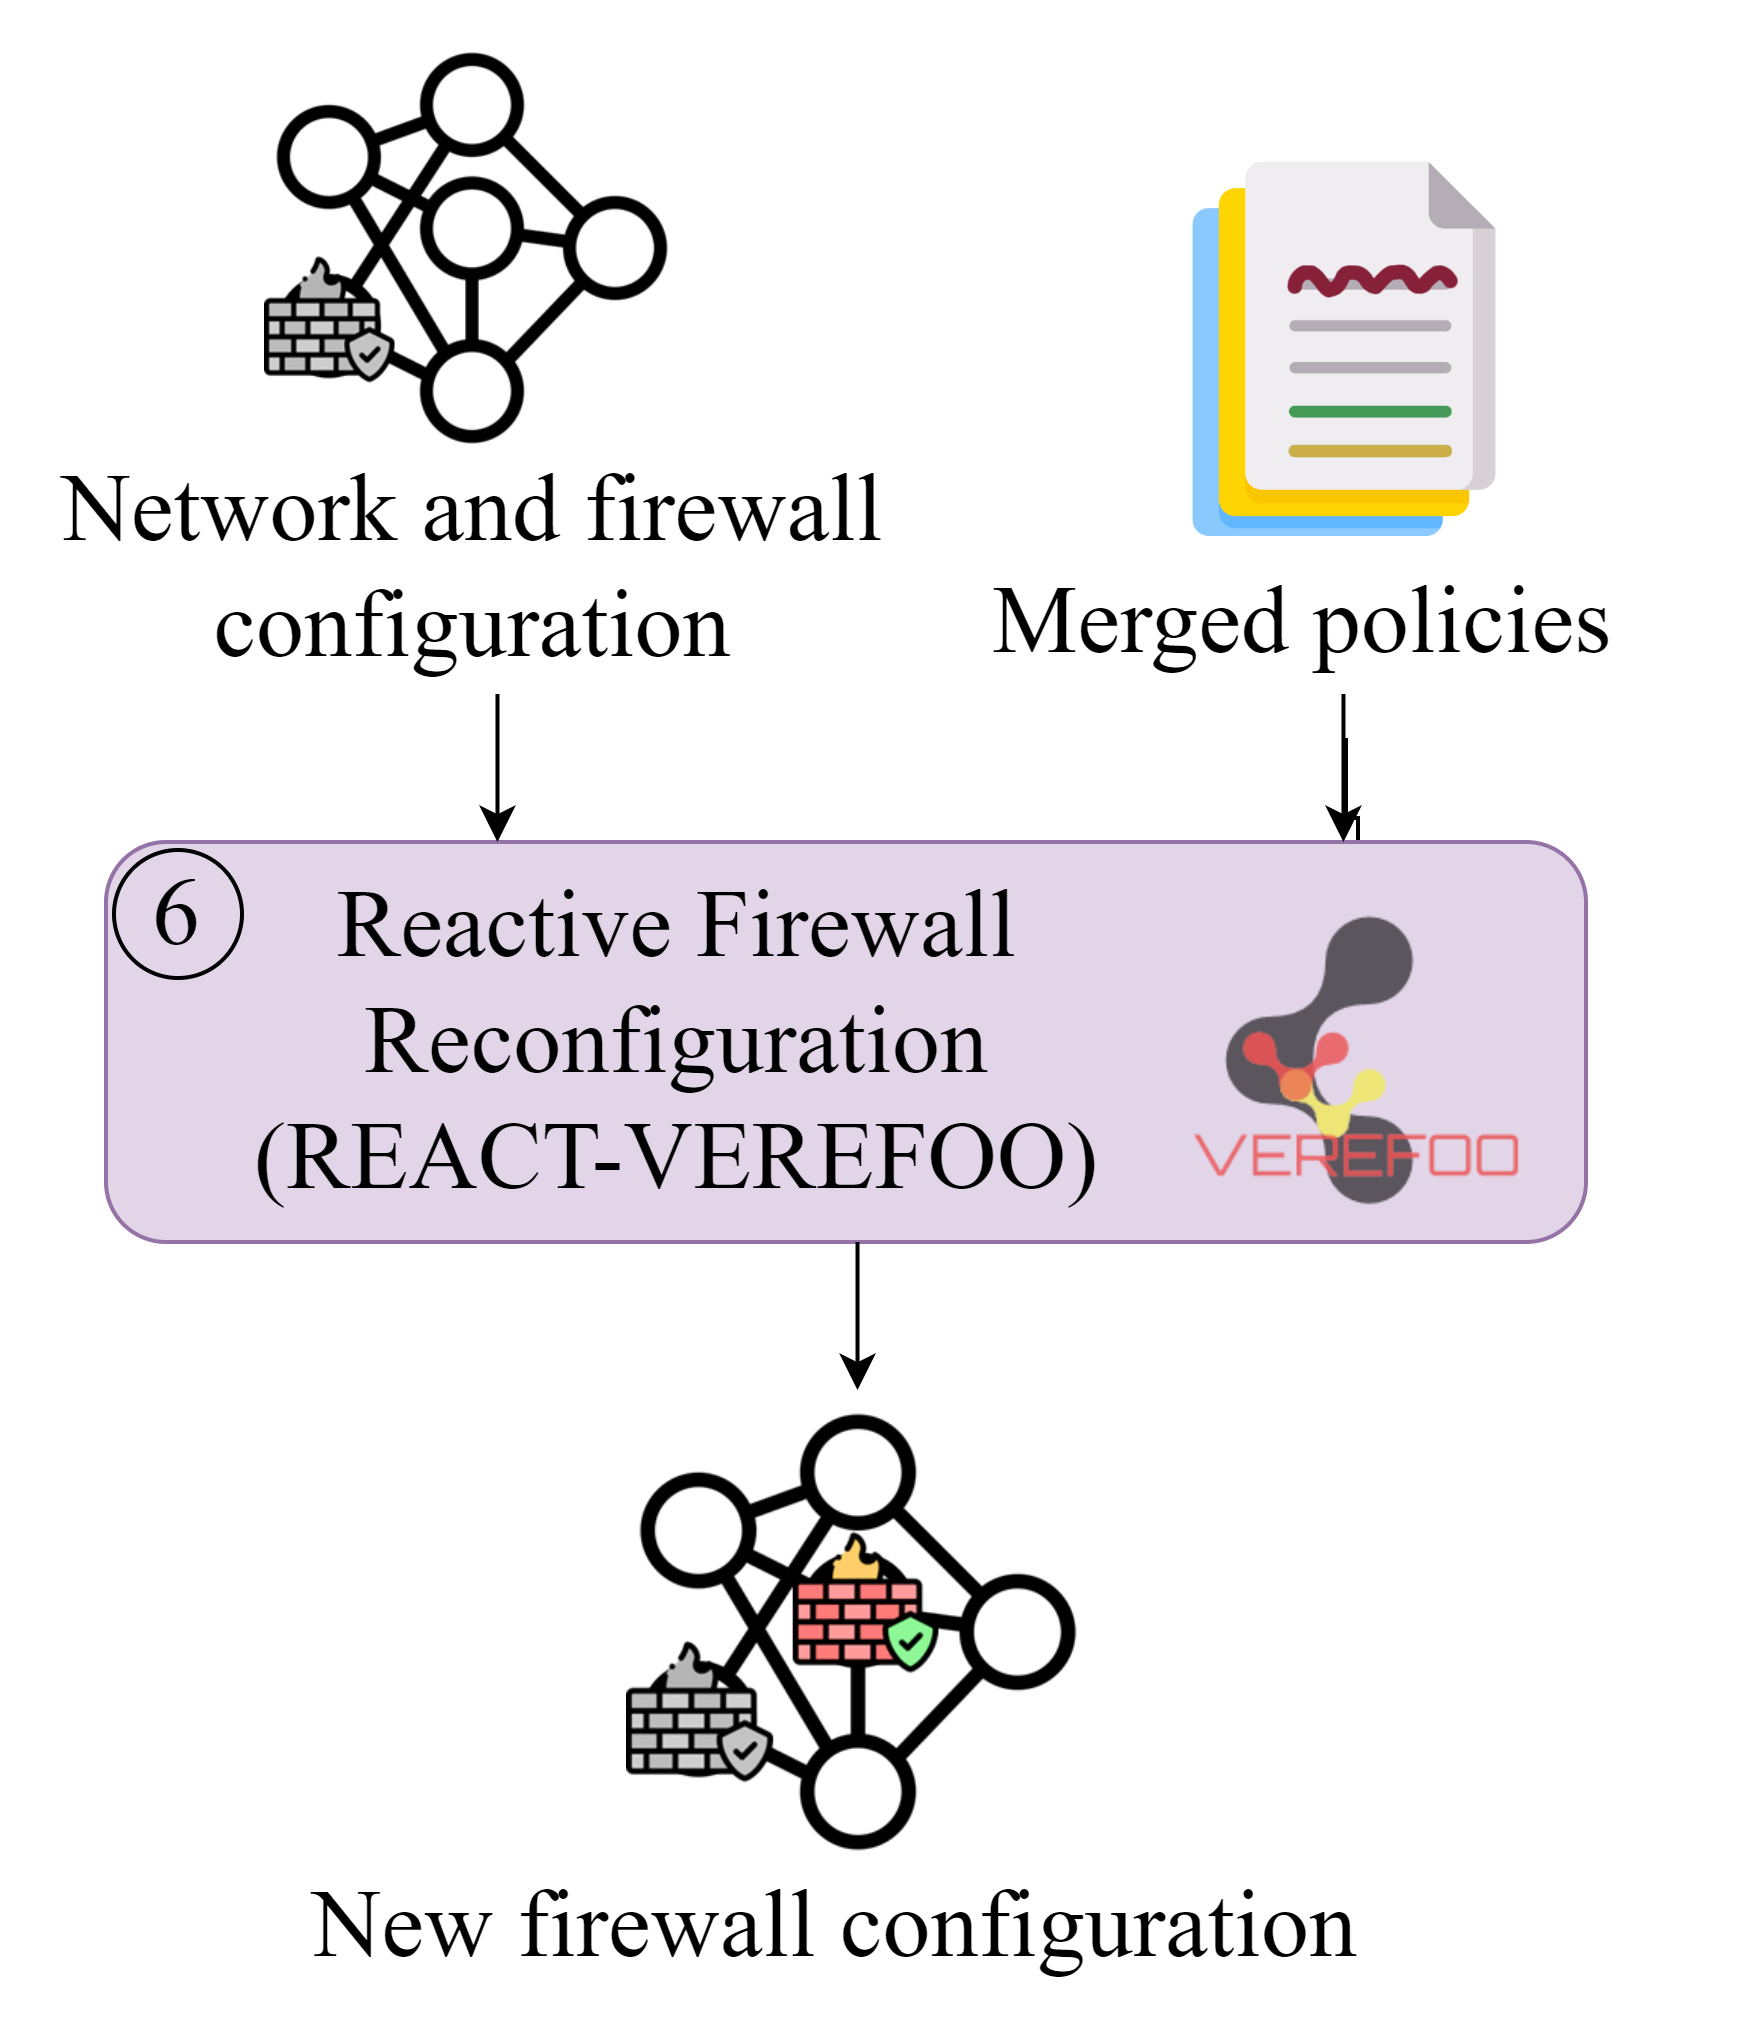 Network and firewall
configuration
Merged policies
6
Reactive Firewall
Reconfiguration
(REACT-VEREFOO)
VEREFOO
New firewall configuration